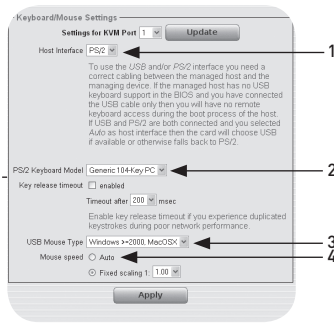 Keyboard/Mouse Settings
Settings for KVM Port 1 Update
Host Interface PS/2 1
To use the USB and/or PS/2 interface you need a
correct cabling between the managed host and the
managing device. If the managed host has no USB
keyboard support in the BIOS and you have connected
the USB cable only then you will have no remote
keyboard access during the boot process of the host.
If USB and PS/2 are both connected and you selected
Auto as host interface then the card will choose USB
if available or otherwise falls back to PS/2.
PS/2 Keyboard Model Generic 104-Key PC 2
Key release timeout enabled
Timeout after 200 msec
Enable key release timeout if you experience duplicated
keystrokes during poor network performance.
USB Mouse Type Windows >=2000, MacOSX 3
Mouse speed Auto 4
Fixed scaling 1: 1.00
Apply